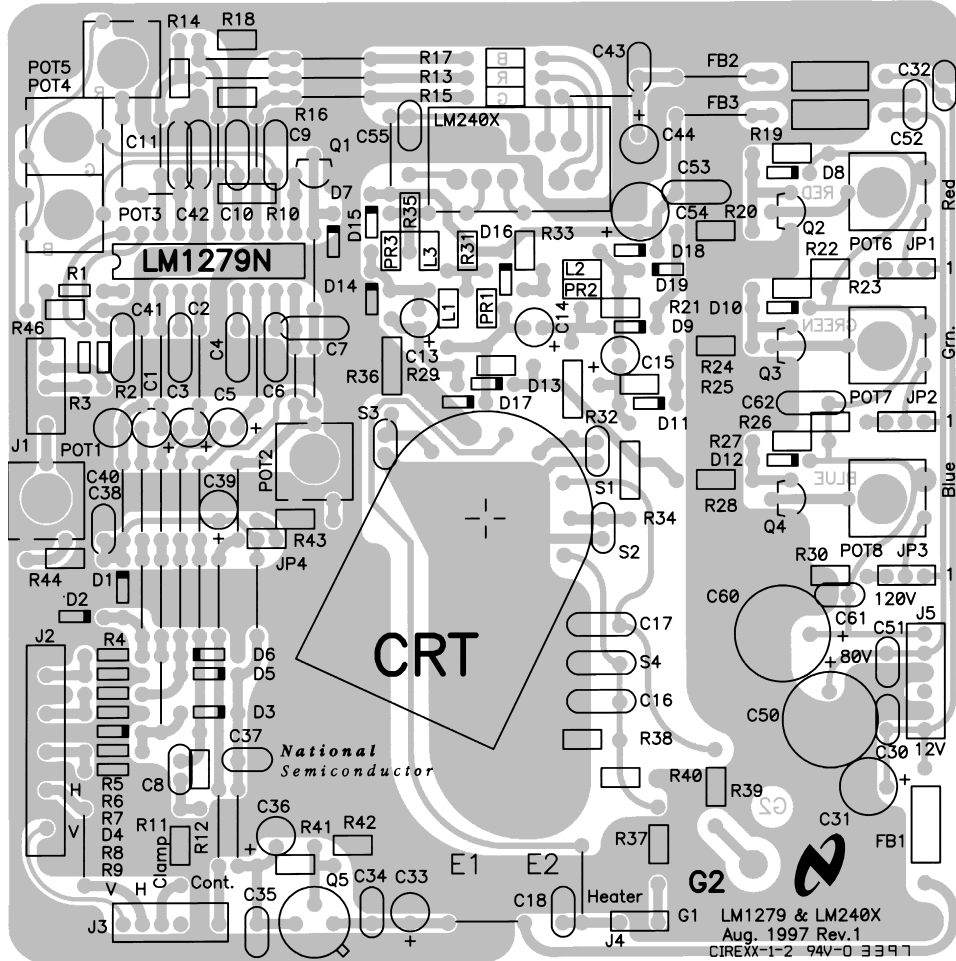 R14
R18
C43
FB2
C32
POT5
POT4
R17
B
R13
R
R15
G
FB3
R
C52
C11
R16
C9
C55
LM240X
C44
R19
Q1
D8
G
D7
C53
RED
Red
POT3
C42
C10
R10
D15
R35
D16
R33
C54
R20
Q2
B
D18
R22
POT6
JP1
LM1279N
PR3
L3
R31
L2
D19
1
R1
D14
PR2
R23
C41
C2
L1
PR1
C14
R21
D10
GREEN
R46
D9
Grn.
C4
C7
C13
C15
R24
Q3
R36
R29
D13
R25
R2
C1
C3
C5
C6
R3
S3
D17
R32
D11
C62
POT7
JP2
R26
1
J1
POT1
POT2
R27
D12
C40
C38
C39
S1
R28
BLUE
Blue
R34
Q4
R43
S2
R44
JP4
R30
POT8
JP3
D1
1
D2
C60
120V
C61
J5
J2
R4
C17
C51
CRT
D6
80V
D5
S4
C16
D3
C50
C37
R38
C30
National
Semiconductor
12V
C8
R5
H
R6
R40
R39
R7
C36
G2
V
D4
R11
R12
R41
R42
C31
R8
R37
FB1
R9
Clamp
E1
E2
V
H
Cont.
Q5
G2
C35
C34
C33
C18
Heater
J3
G1
LM1279 & LM240X
J4
Aug. 1997 Rev.1
CIREXX-1-2 94V-0 3397